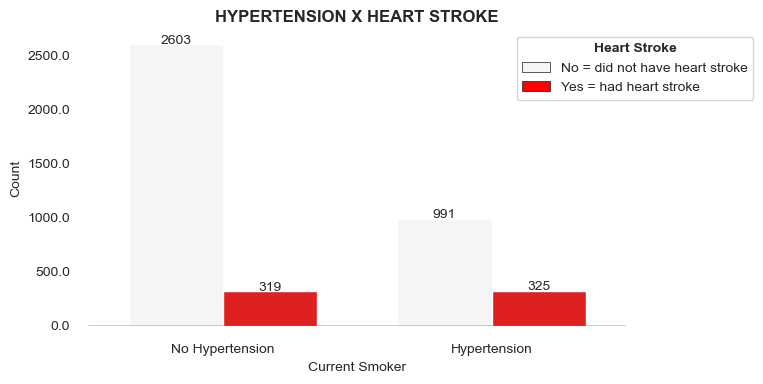 HYPERTENSION X HEART STROKE
Heart Stroke
No = did not have heart stroke
Yes = had heart stroke
Count
2500.0
2000.0
1500.0
1000.0
500.0
0.0
2603
319
991
325
No Hypertension
Hypertension
Current Smoker